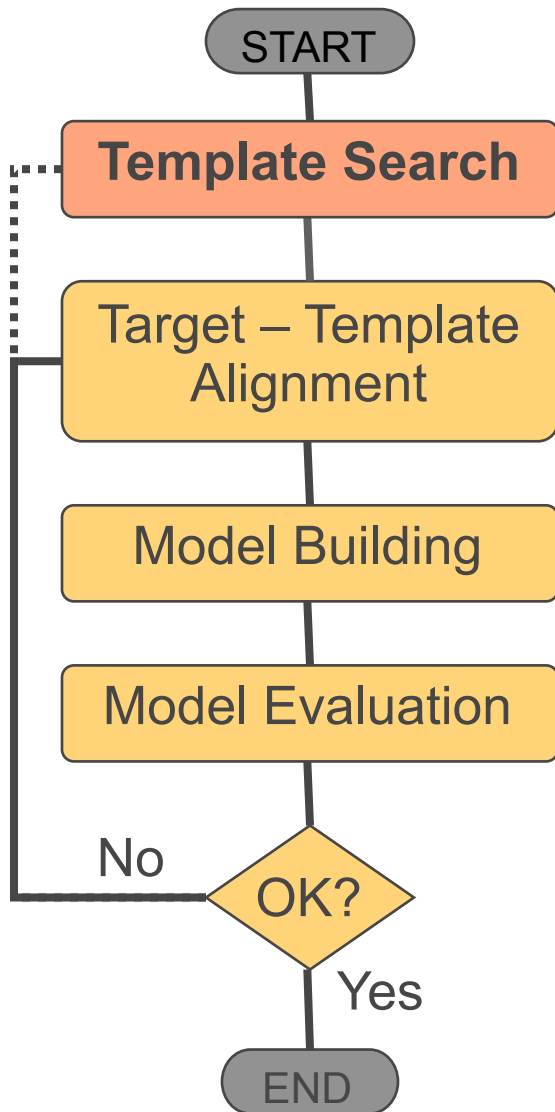 START
Template Search
Target – Template
Alignment
Model Building
Model Evaluation
No
OK?
Yes
END